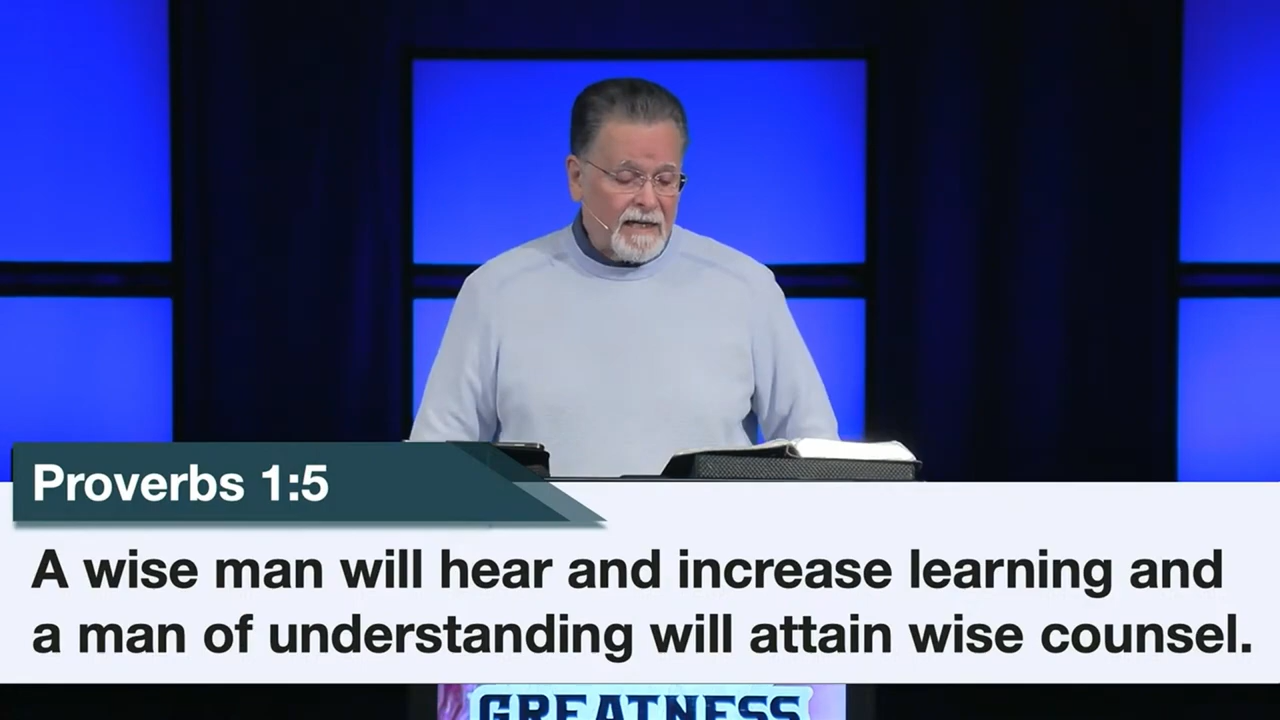 Proverbs 1:5
A wise man will hear and increase learning and
a man of understanding will attain wise counsel.
GREATNESS